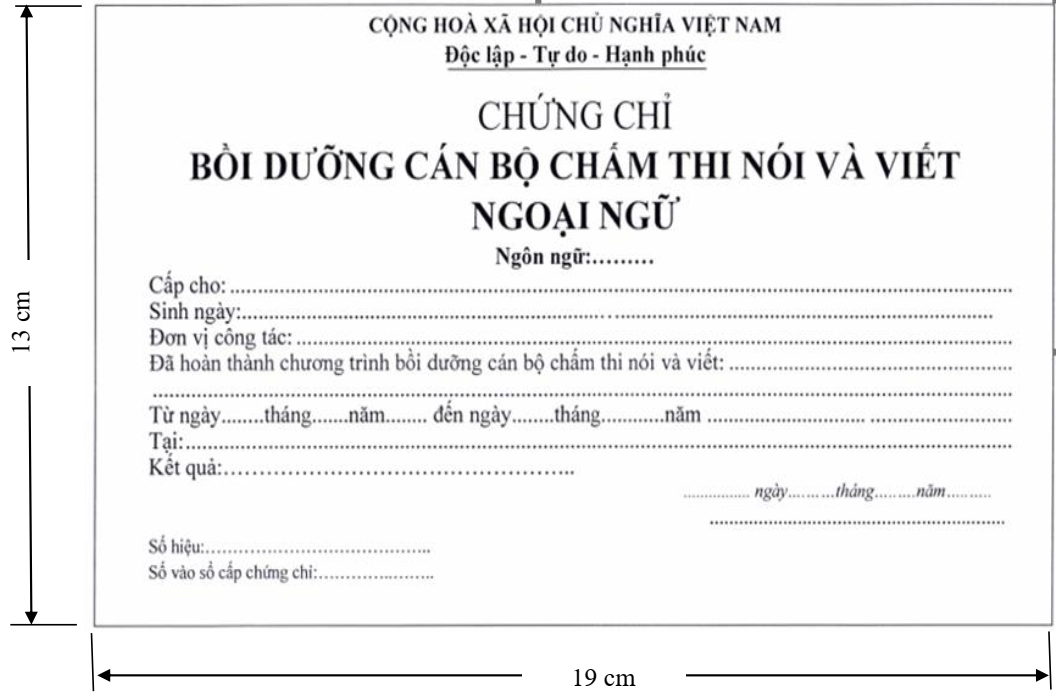 CỘNG HOÀ XÃ HỘI CHỦ NGHĨA VIỆT NAM
Độc lập - Tự do - Hạnh phúc
CHỨNG CHỈ
BỒI DƯỠNG CÁN BỘ CHẤM THI NÓI VÀ VIẾT
NGOẠI NGỮ
Ngôn ngữ:.........
Cấp cho: ..........
Sinh ngày:..........
Đơn vị công tác: ..........
Đã hoàn thành chương trình bồi dưỡng cán bộ chấm thi nói và viết: ..........
..........
Từ ngày........tháng.......năm........ đến ngày........tháng............năm ..........
Tại:..........
Kết quả:..........
.......... ngày..........tháng.........năm..........
..........
Số hiệu:..........
Số vào sổ cấp chứng chỉ:..........
13 cm
19 cm